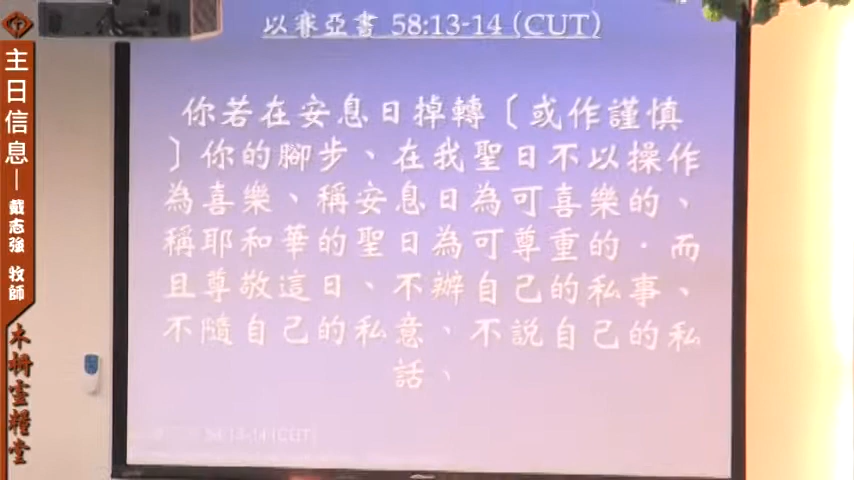 以賽亞書 58:13-14 (CUT)
你若在安息日掉轉〔或作謹慎
〕你的腳步、在我聖日不以操作
為喜樂、稱安息日為可喜樂的、
稱耶和華的聖日為可尊重的．而
且尊敬這日、不辦自己的私事、
不隨自己的私意、不說自己的私
話、
58:13-14 (CUT)
主日信息—戴志強 牧師
木柵靈糧堂